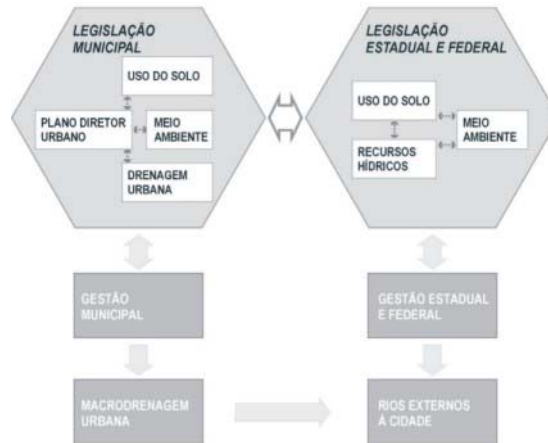 LEGISLAÇÃO
MUNICIPAL
USO DO SOLO
PLANO DIRETOR
URBANO
MEIO
AMBIENTE
DRENAGEM
URBANA
LEGISLAÇÃO
ESTADUAL E FEDERAL
USO DO SOLO
MEIO
AMBIENTE
RECURSOS
HÍDRICOS
GESTÃO
MUNICIPAL
GESTÃO ESTADUAL
E FEDERAL
MACRODRENAGEM
URBANA
RIOS EXTERNOS
À CIDADE